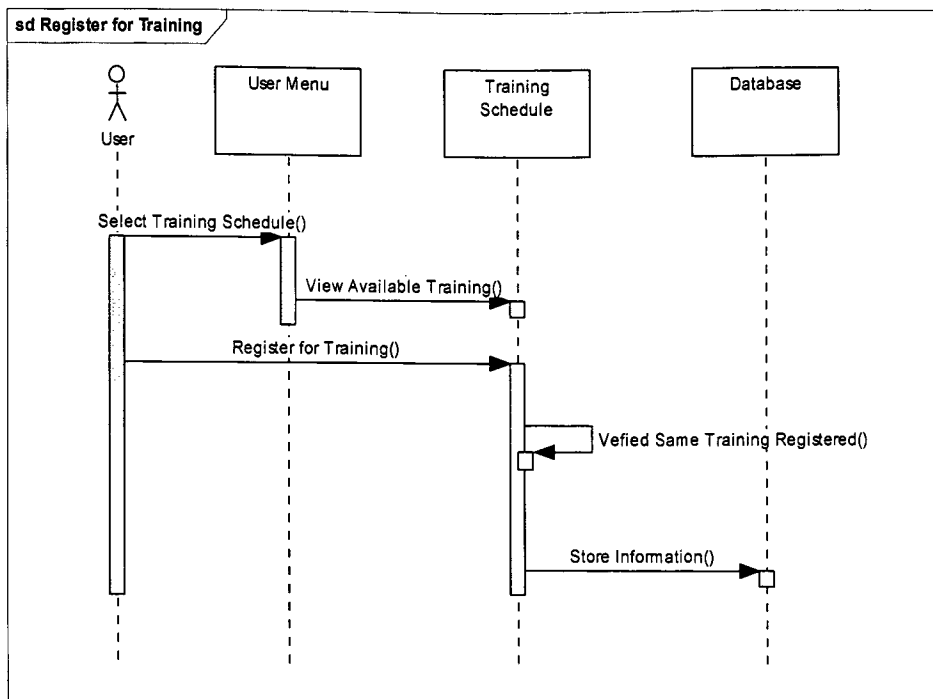 sd Register for Training
User
User Menu
Training
Schedule
Database
Select Training Schedule()
View Available Training()
Register for Training()
Vefied Same Training Registered()
Store Information()